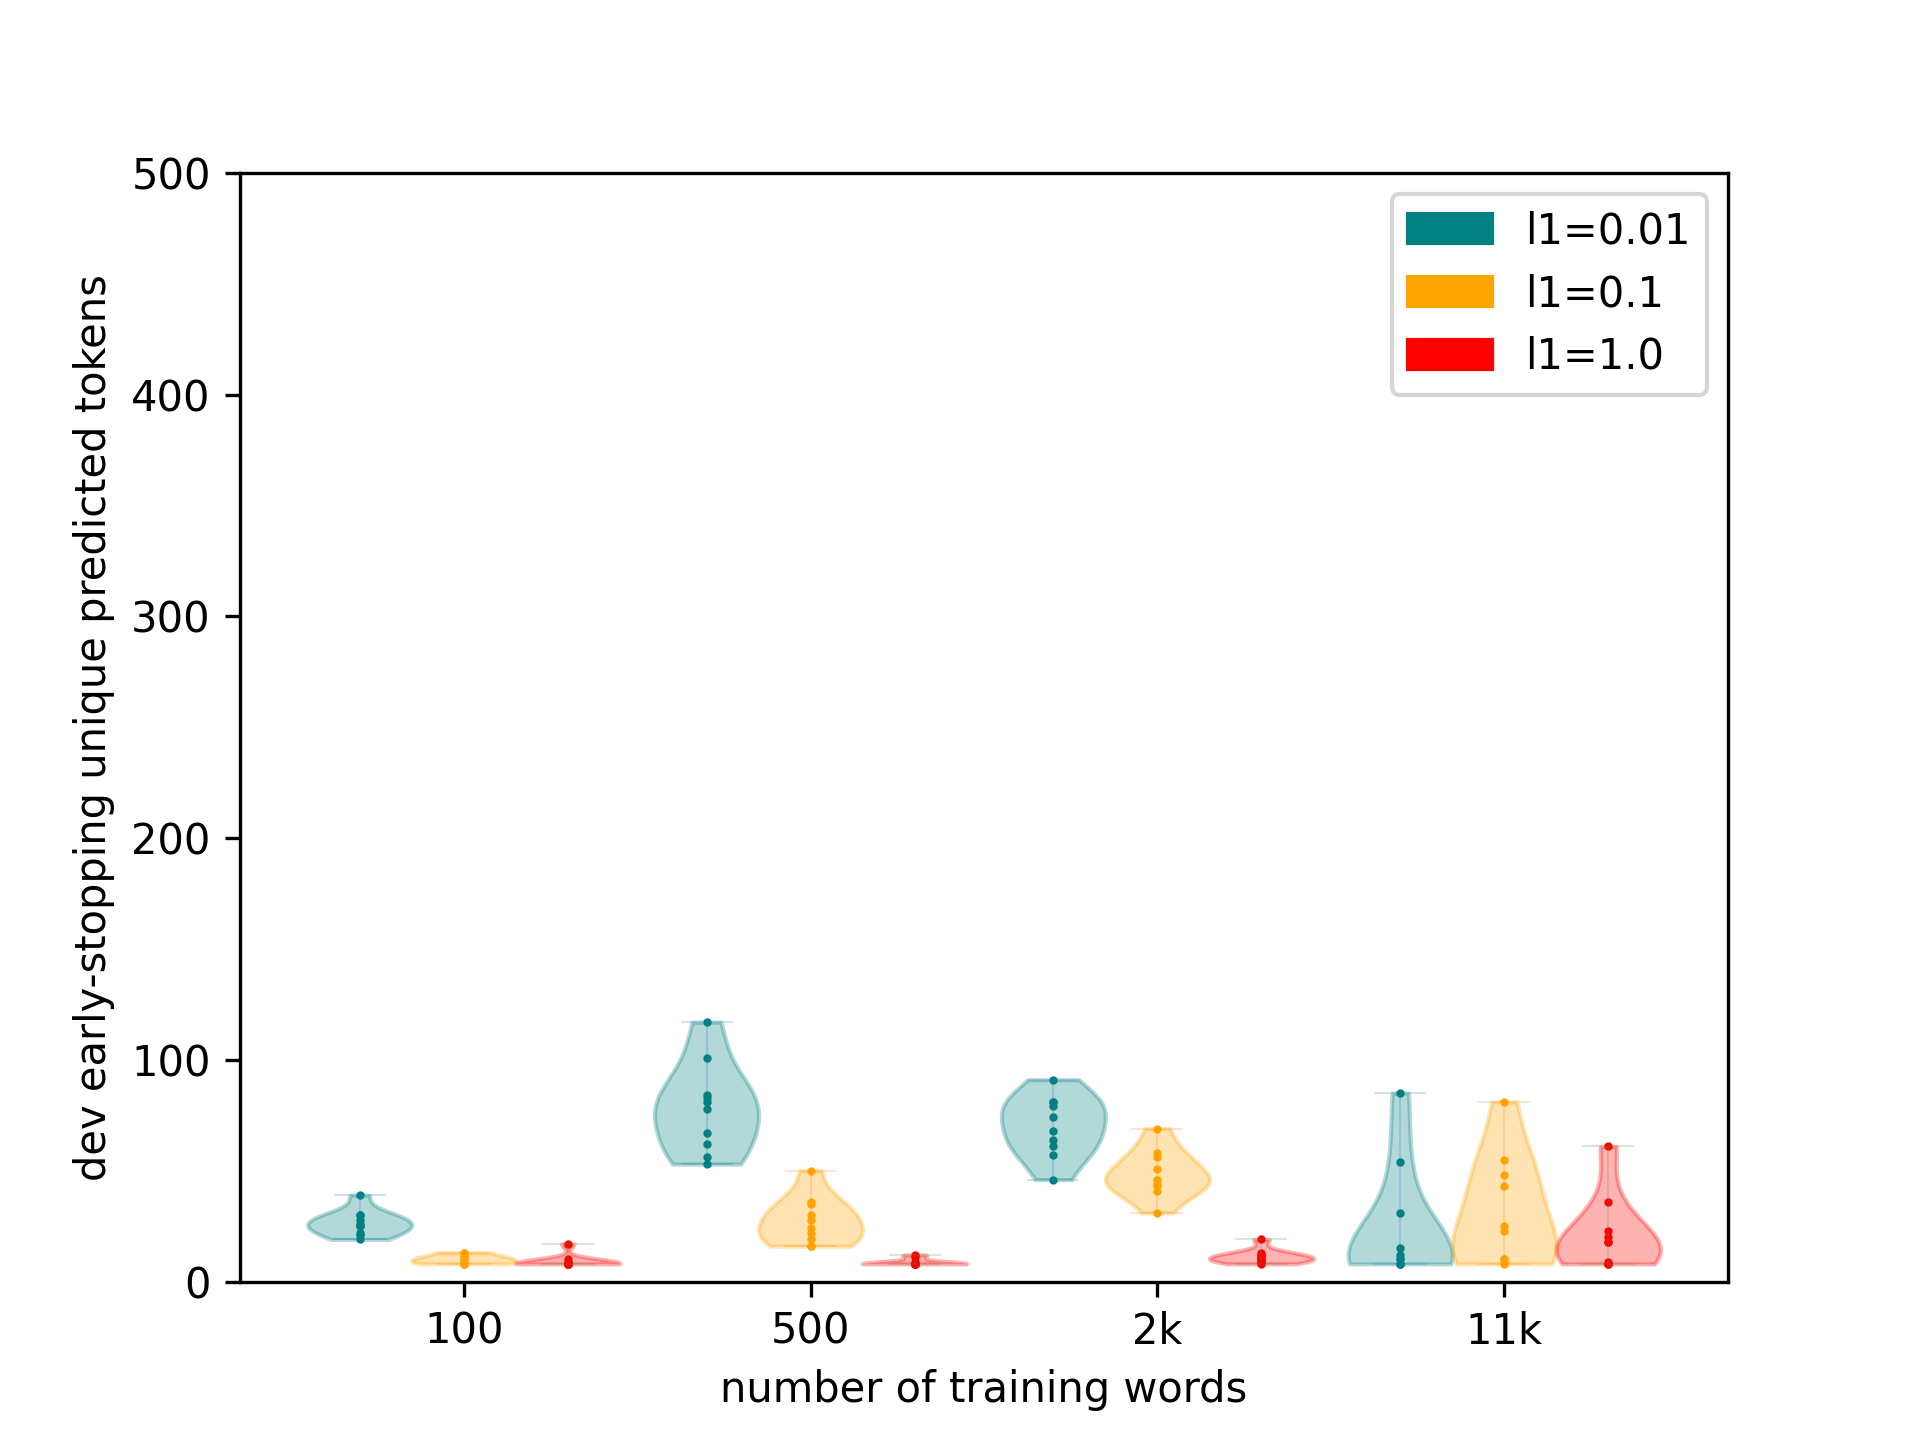 500
400
300
200
100
0
dev early-stopping unique predicted tokens
l1=0.01
l1=0.1
l1=1.0
100
500
2k
11k
number of training words